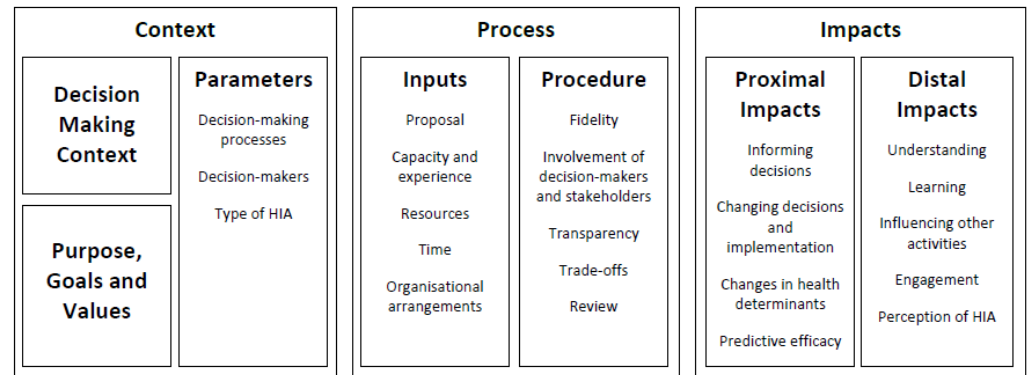 Context
Decision
Making
Context
Purpose,
Goals and
Values
Parameters
Decision-making
processes
Decision-makers
Type of HIA
Process
Inputs
Proposal
Capacity and
experience
Resources
Time
Organisational
arrangements
Procedure
Fidelity
Involvement of
decision-makers
and stakeholders
Transparency
Trade-offs
Review
Impacts
Proximal
Impacts
Informing
decisions
Changing decisions
and
implementation
Changes in health
determinants
Predictive efficacy
Distal
Impacts
Understanding
Learning
Influencing other
activities
Engagement
Perception of HIA